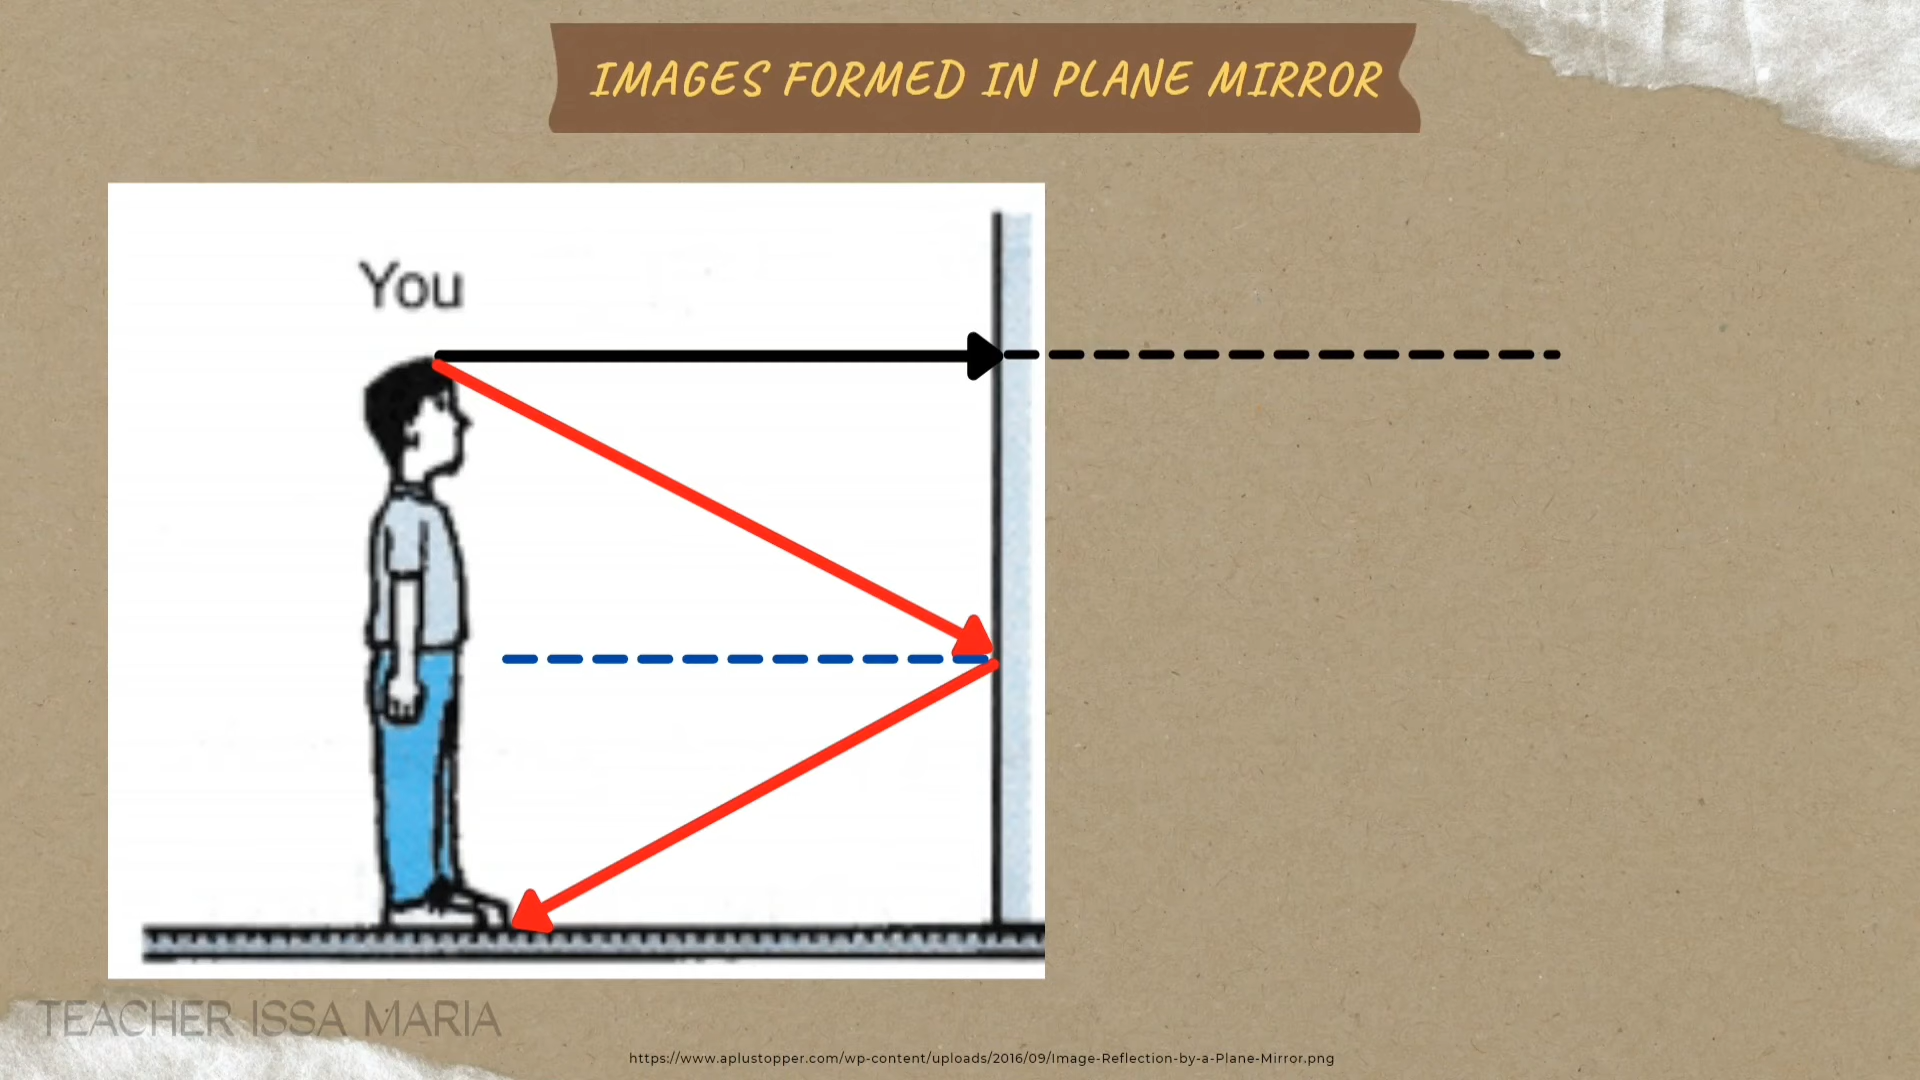 IMAGES FORMED IN PLANE MIRROR
You
TEACHER ISSA MARIA
https://www.aplustopper.com/wp-content/uploads/2016/09/Image-Reflection-by-a-Plane-Mirror.png